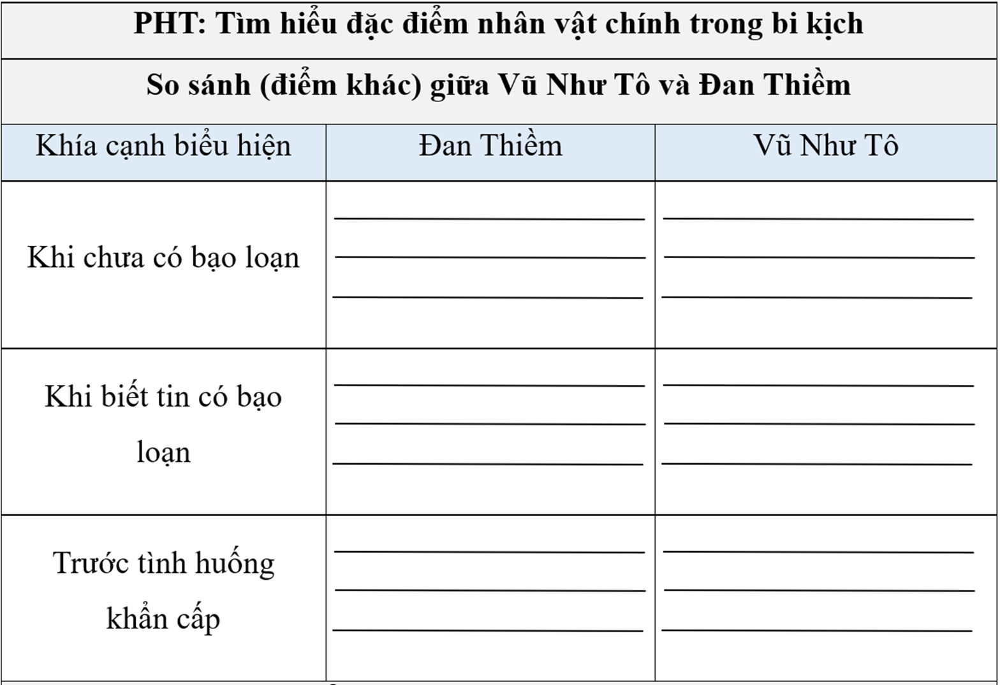 PHT: Tìm hiểu đặc điểm nhân vật chính trong bi kịch
So sánh (điểm khác) giữa Vũ Như Tô và Đan Thiềm
Khía cạnh biểu hiện
Đan Thiềm
Vũ Như Tô
Khi chưa có bạo loạn
Khi biết tin có bạo
loạn
Trước tình huống
khẩn cấp